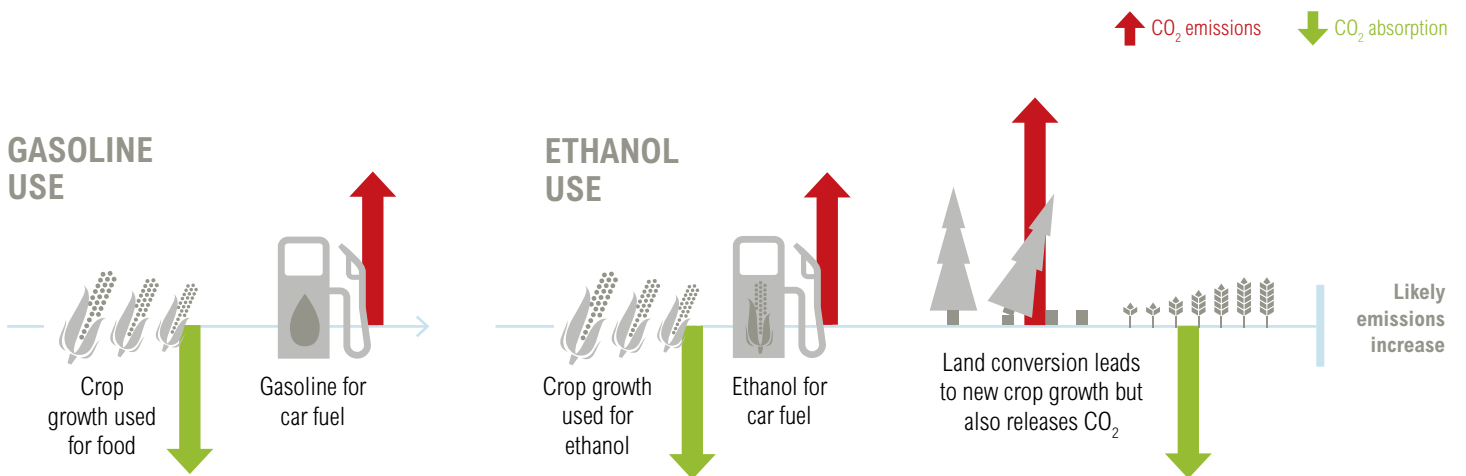 CO₂ emissions
CO₂ absorption
GASOLINE
USE
Crop
growth used
for food
Gasoline for
car fuel
ETHANOL
USE
Crop growth
used for
ethanol
Ethanol for
car fuel
Land conversion leads
to new crop growth but
also releases CO₂
Likely
emissions
increase